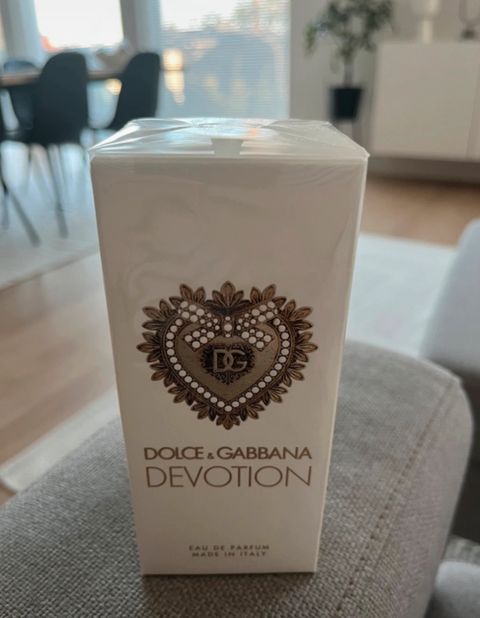 DG
DOLCE & GABBANA
DEVOTION
EAU DE PARFUM
MADE IN ITALY